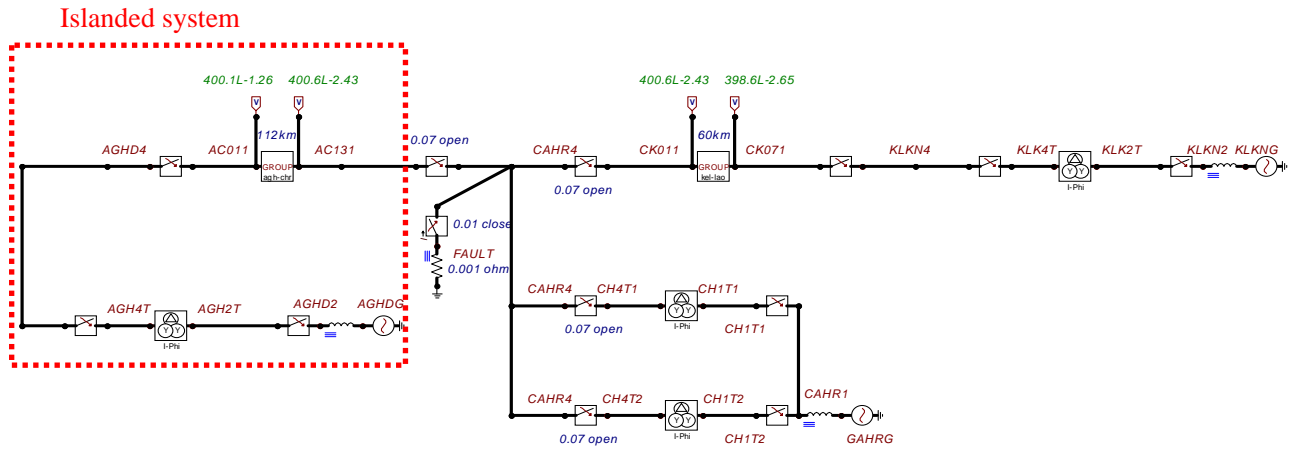 Islanded system
400.1L-1.26
400.6L-2.43
400.6L-2.43
398.6L-2.65
V
V
V
V
AGHD4
AC011
112km
AC131
0.07 open
CAHR4
CK011
60km
CK071
KLKN4
KLK4T
KLK2T
KLKN2
KLKNG
GROUP
agh-chr
GROUP
kel-lao
Y Y
I-Phi
0.07 open
0.01 close
FAULT
0.001 ohm
AGH4T
AGH2T
AGHD2
AGHDG
Y Y
I-Phi
CAHR4
CH4T1
CH1T1
0.07 open
Y Y
I-Phi
CH1T1
CAHR4
CH4T2
CH1T2
CAHR1
0.07 open
Y Y
I-Phi
CH1T2
GAHRG